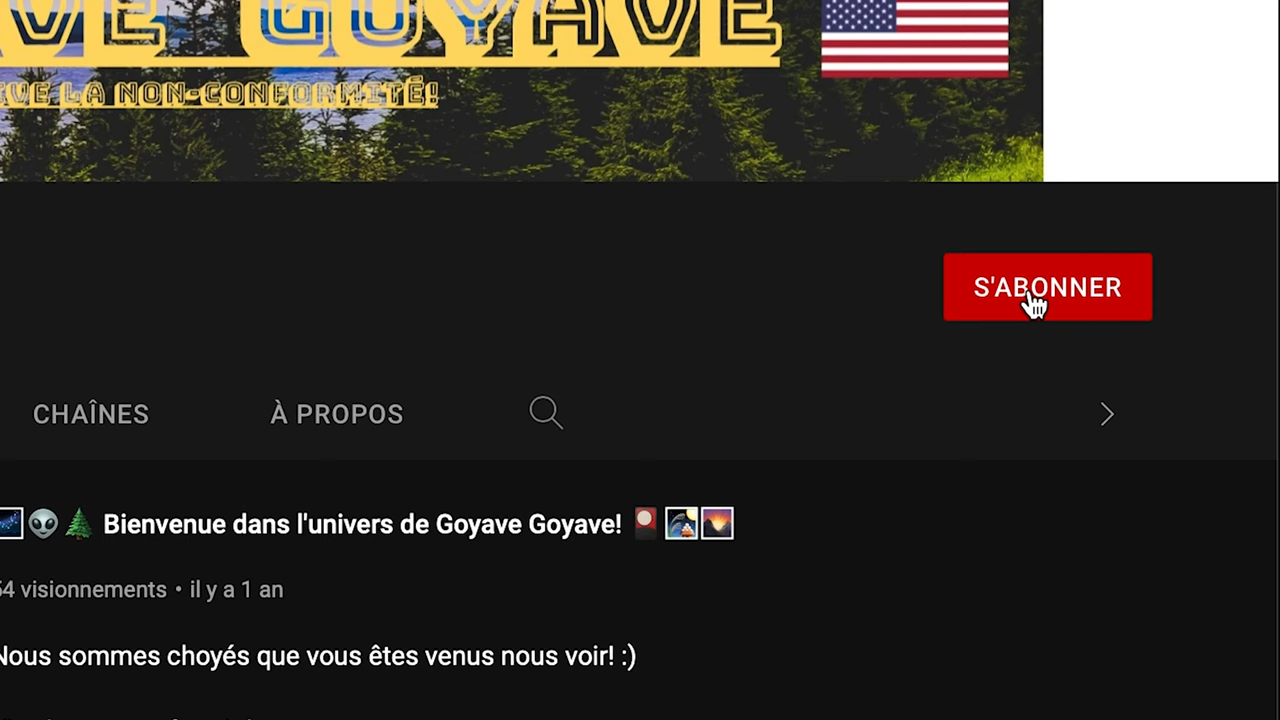 GOYAVE
LA NON-CONFORMITÉ!
S'ABONNER
CHAÎNES
À PROPOS
Bienvenue dans l'univers de Goyave Goyave!
visionnements • il y a 1 an
Nous sommes choyés que vous êtes venus nous voir! :)